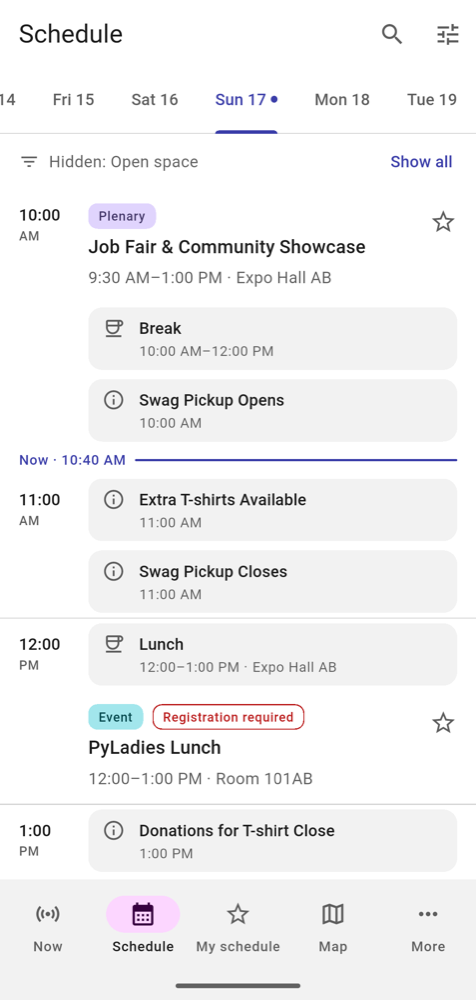 Schedule
14
Fri 15
Sat 16
Sun 17
Mon 18
Tue 19
Hidden: Open space
Show all
10:00
AM
Plenary
Job Fair & Community Showcase
9:30 AM–1:00 PM · Expo Hall AB
Break
10:00 AM–12:00 PM
Swag Pickup Opens
10:00 AM
Now · 10:40 AM
11:00
AM
Extra T-shirts Available
11:00 AM
Swag Pickup Closes
11:00 AM
12:00
PM
Lunch
12:00–1:00 PM · Expo Hall AB
Event
Registration required
PyLadies Lunch
12:00–1:00 PM · Room 101AB
1:00
PM
Donations for T-shirt Close
1:00 PM
Now
Schedule
My schedule
Map
More